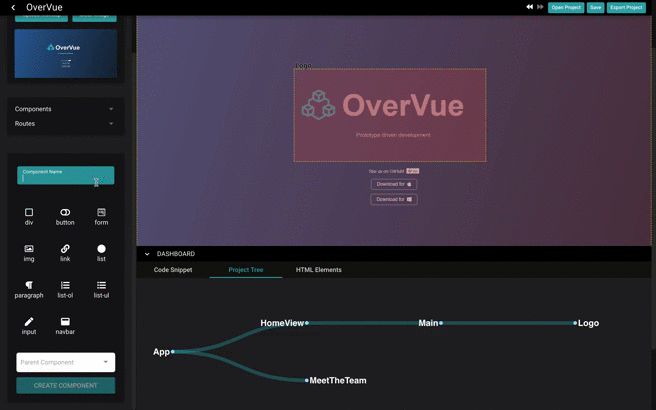 OverVue
Open Project
Save
Export Project
OverVue
Components
Routes
Component Name
div
button
form
img
link
list
paragraph
list-ol
list-ul
input
navbar
Parent Component
CREATE COMPONENT
Logo
OverVue
Prototype driven development
Star us on GitHub
Download for
Download for
DASHBOARD
Code Snippet
Project Tree
HTML Elements
App
HomeView
Main
Logo
MeetTheTeam